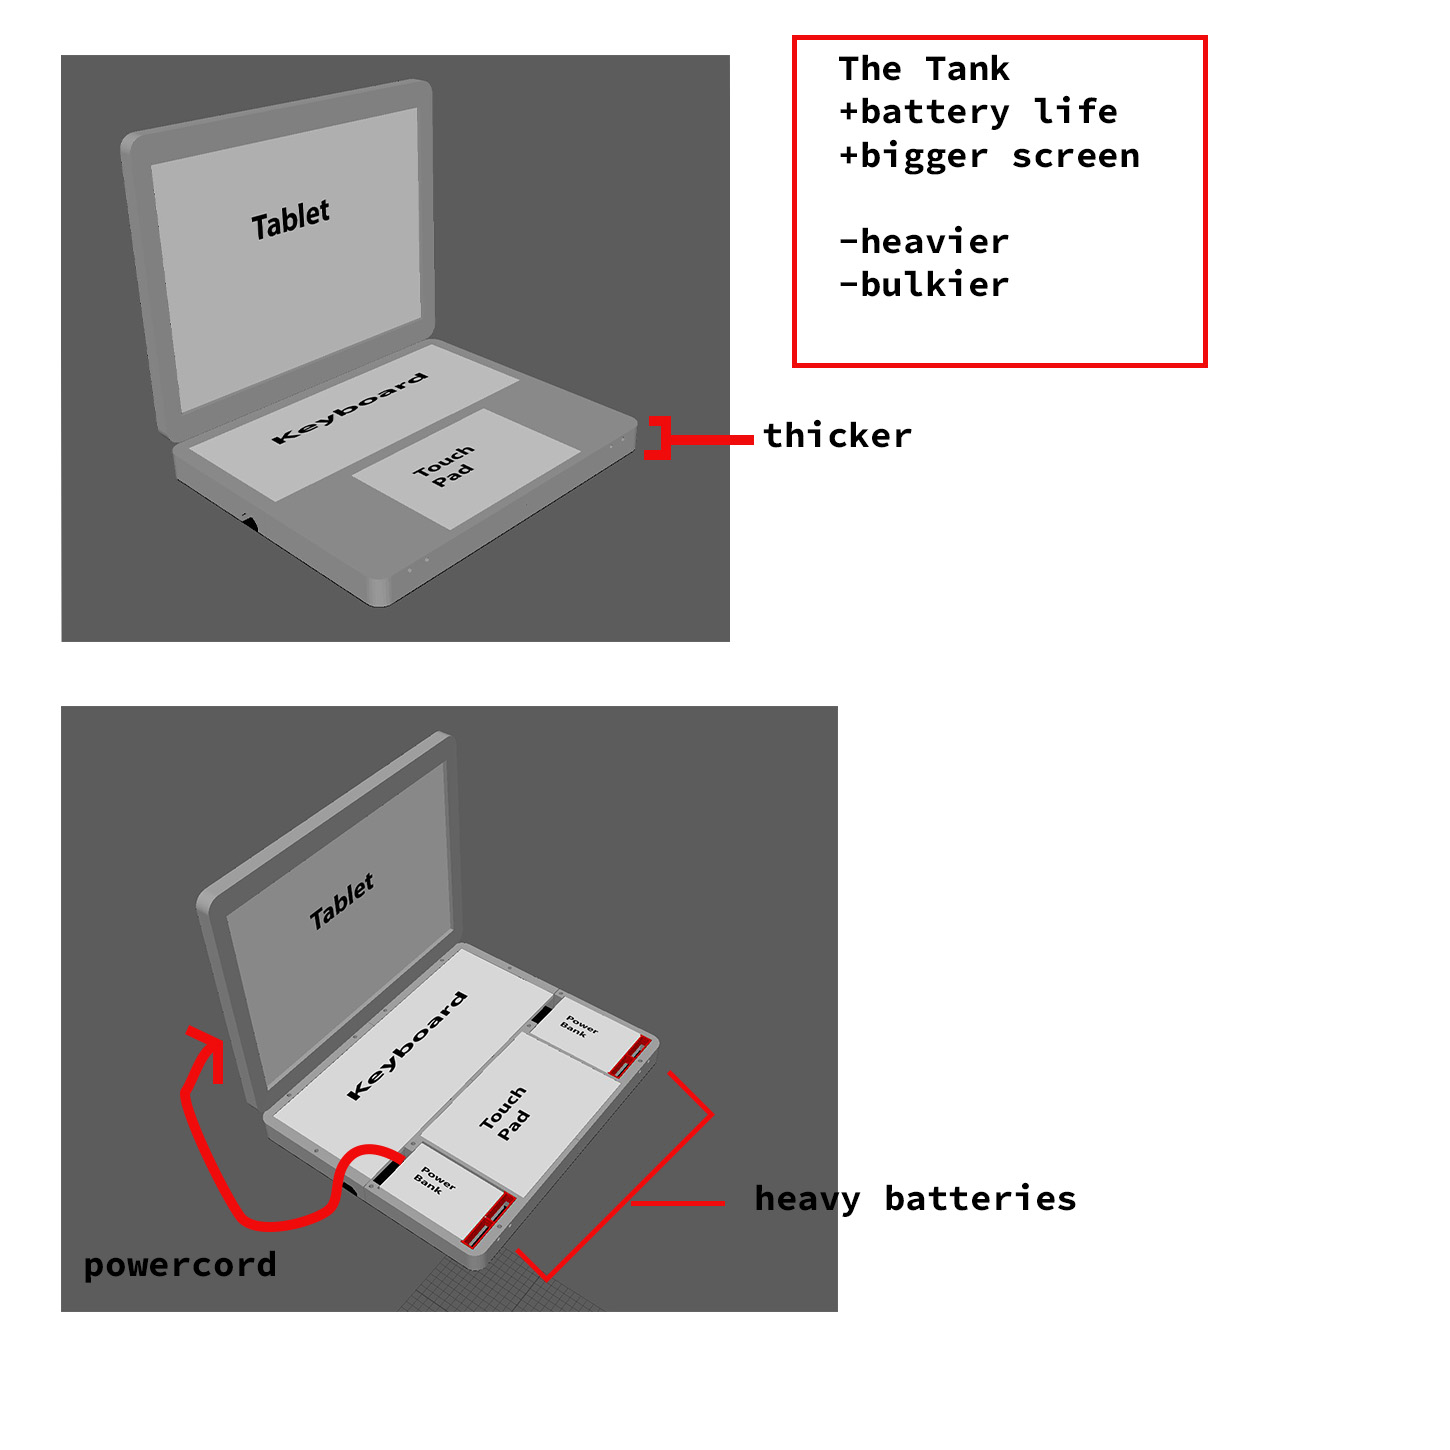 The Tank
+battery life
+bigger screen
-heavier
-bulkier
Tablet
Keyboard
Touch
Pad
thicker
Tablet
Keyboard
Power
Bank
Touch
Pad
Power
Bank
heavy batteries
powercord